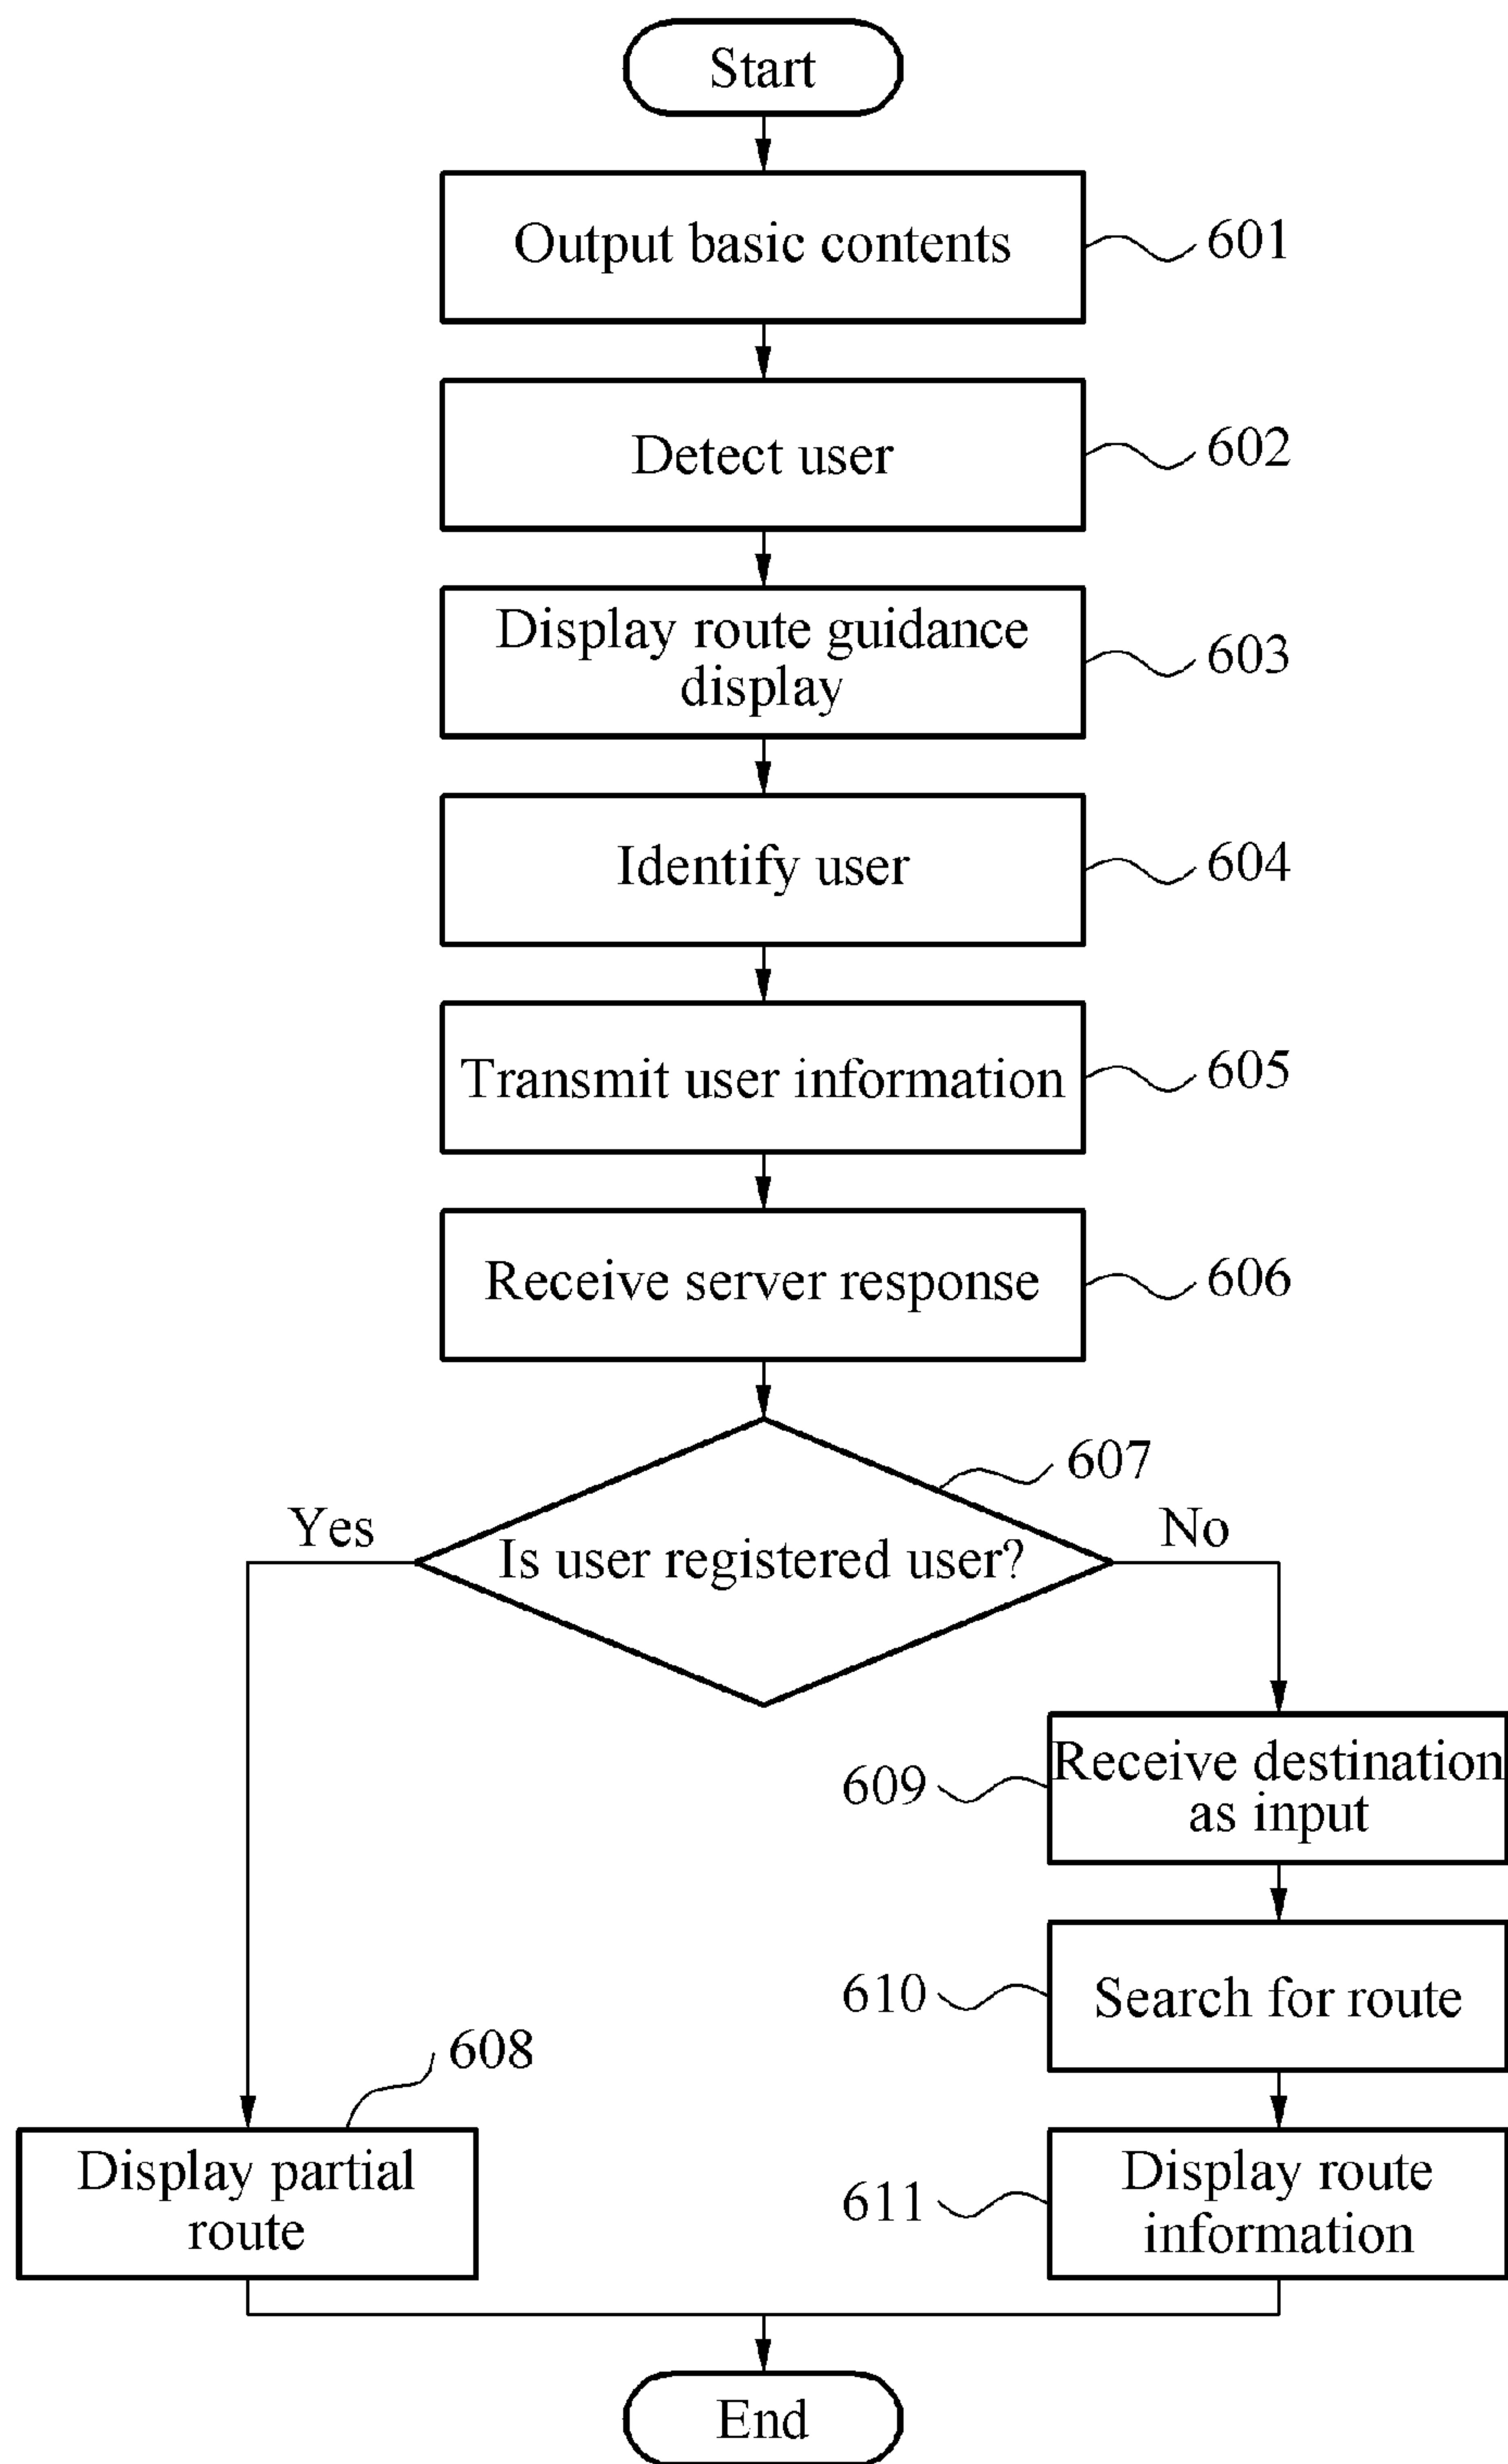 Start
Output basic contents
601
Detect user
602
Display route guidance
display
603
Identify user
604
Transmit user information
605
Receive server response
606
607
Yes
No
Is user registered user?
Receive destination
as input
609
Search for route
610
608
Display partial
route
Display route
information
611
End